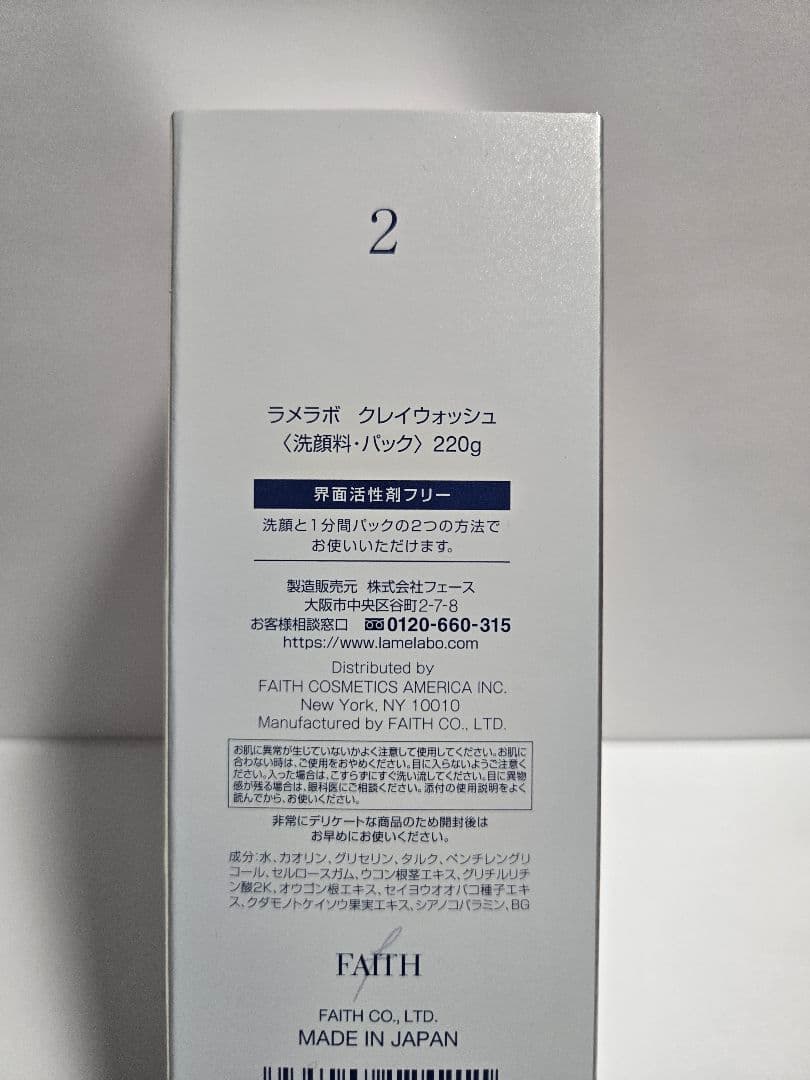 2
ラメラボ クレイウォッシュ
〈洗顔料・パック〉220g
界面活性剤フリー
洗顔と1分間パックの2つの方法で
お使いいただけます。
製造販売元 株式会社フェース
大阪市中央区谷町2-7-8
お客様相談窓口 0120-660-315
https://www.lamelabo.com
Distributed by
FAITH COSMETICS AMERICA INC.
New York, NY 10010
Manufactured by FAITH CO., LTD.
お肌に異常が生じていないかよく注意して使用してください。お肌に
合わない時は、ご使用をおやめください。目に入らないようご注意くださ
い。入った場合は、こすらずにすぐ洗い流してください。目に異物
感が残る場合は、眼科医にご相談ください。添付の使用説明をよく
読んでから、お使いください。
非常にデリケートな商品のため開封後は
お早めにお使いください。
成分:水、カオリン、グリセリン、タルク、ペンチレングリ
コール、セルロースガム、ウコン根茎エキス、グリチルリチ
ン酸2K、オウゴン根エキス、セイヨウオオバコ種子エキ
ス、クダモノトケイソウ果実エキス、シアノコバラミン、BG
FAITH
FAITH CO., LTD.
MADE IN JAPAN